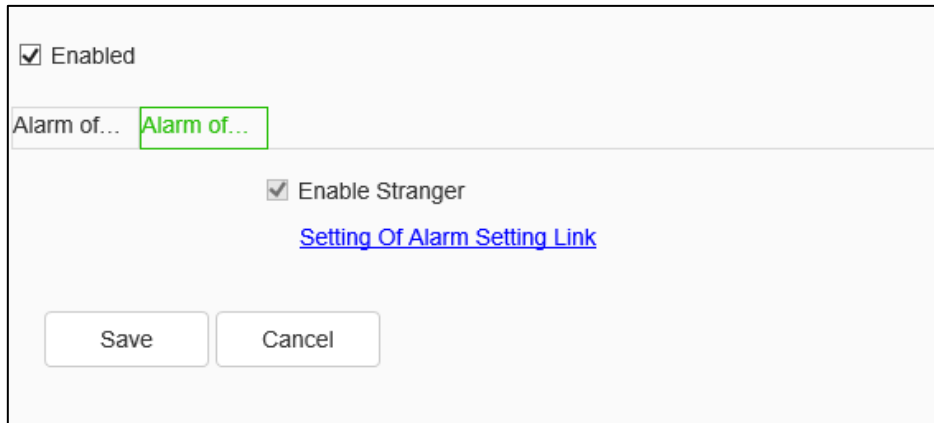 Enabled
Alarm of... Alarm of...
Enable Stranger
Setting Of Alarm Setting Link
Save Cancel